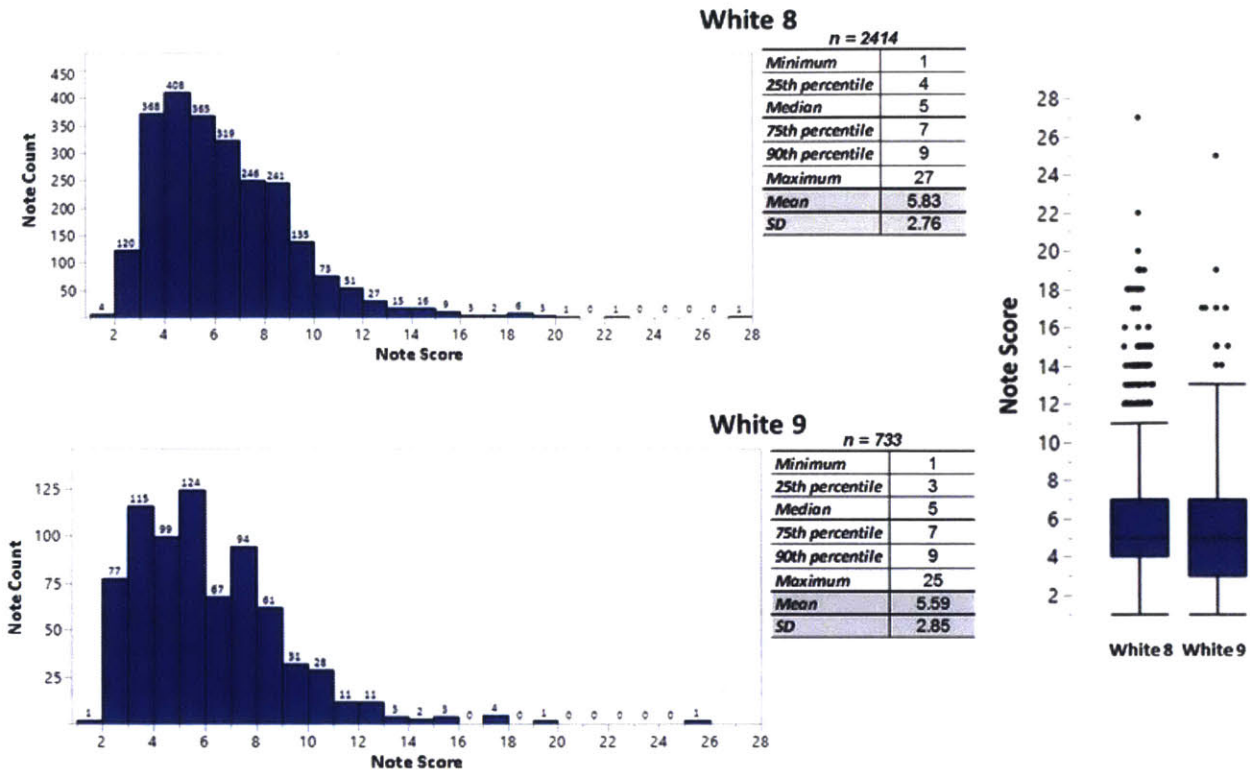 White 8
n = 2414
Minimum 1
25th percentile 4
Median 5
75th percentile 7
90th percentile 9
Maximum 27
Mean 5.83
SD 2.76
Note Count
450
400
350
300
250
200
150
100
50
4 120 368 408 365 319 246 241 135 73 51 27 15 16 9 3 2 6 3 1 0 1 0 0 0 0 1
2 4 6 8 10 12 14 16 18 20 22 24 26 28
Note Score
White 9
n = 733
Minimum 1
25th percentile 3
Median 5
75th percentile 7
90th percentile 9
Maximum 25
Mean 5.59
SD 2.85
Note Count
125
100
75
50
25
1 77 115 99 124 67 94 61 31 28 11 11 3 2 3 0 4 0 1 0 0 0 0 0 1
2 4 6 8 10 12 14 16 18 20 22 24 26 28
Note Score
Note Score
28
26
24
22
20
18
16
14
12
10
8
6
4
2
White 8 White 9